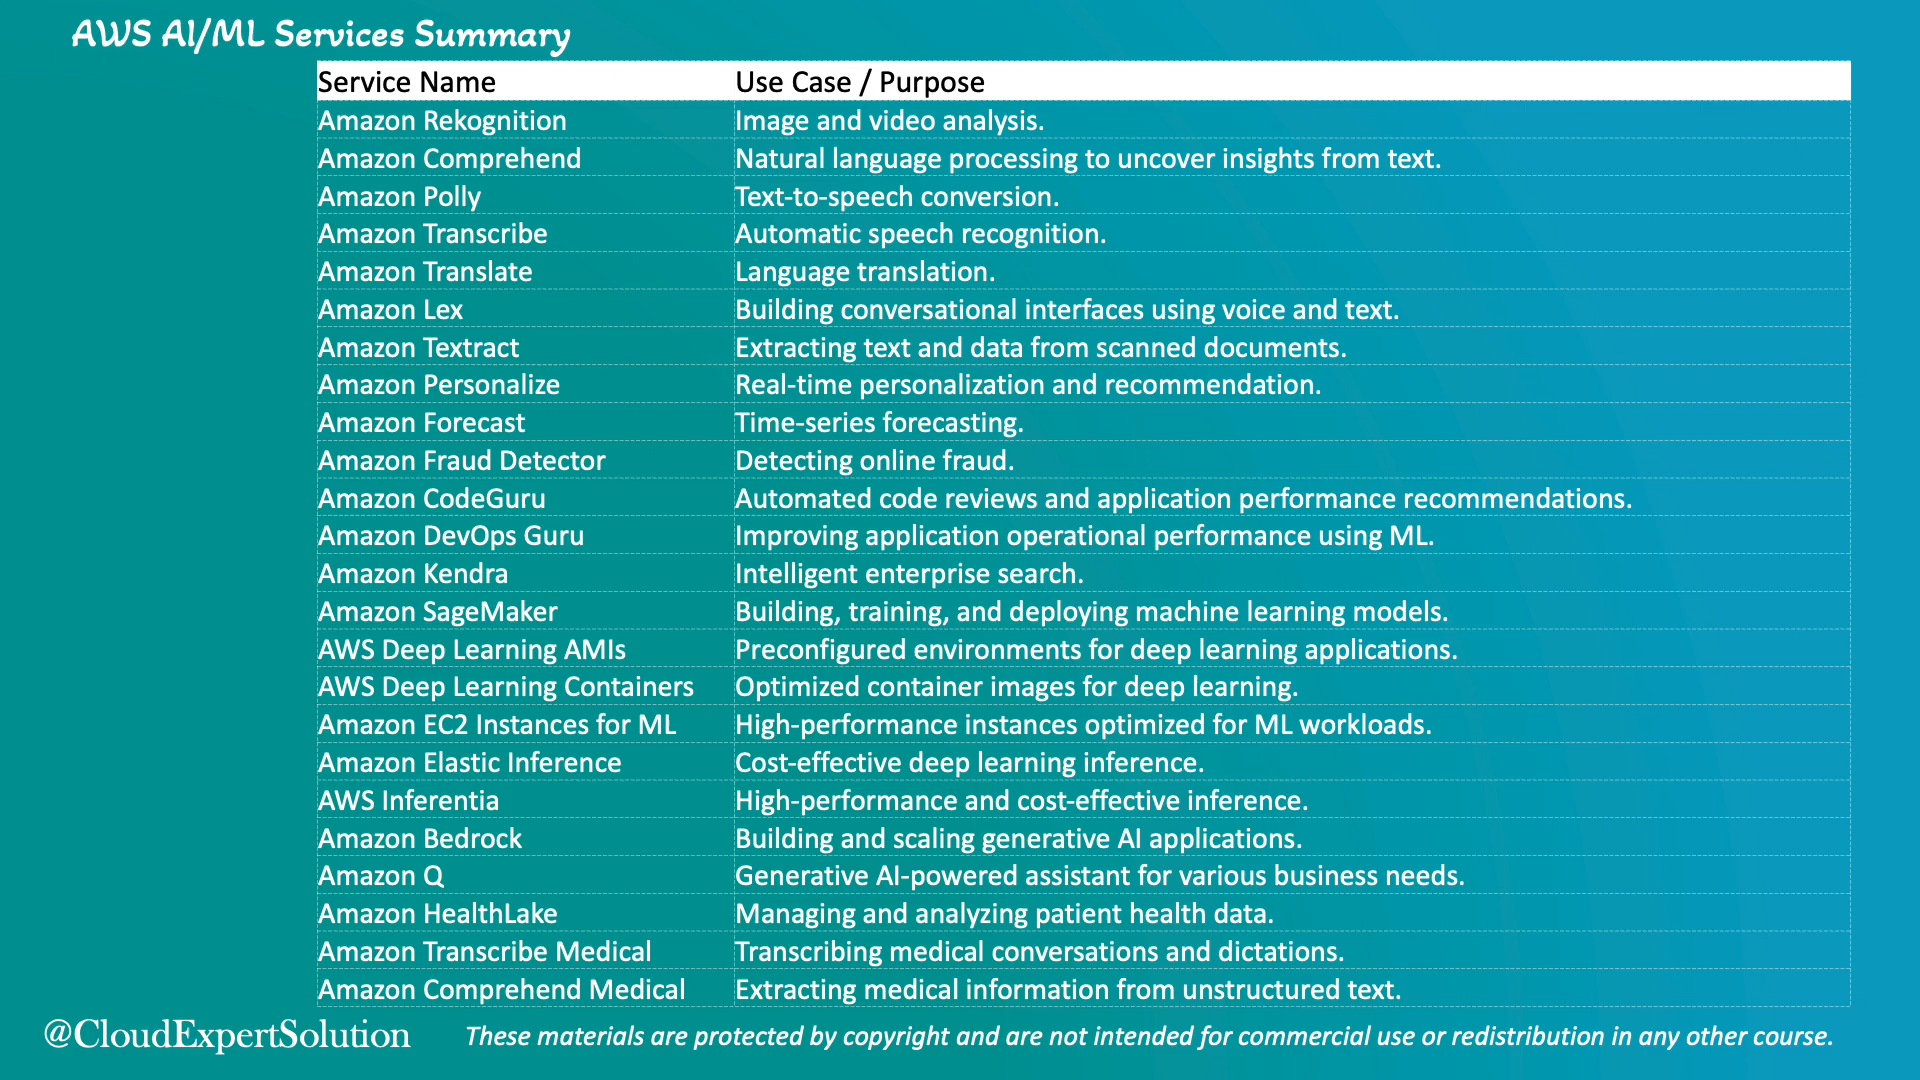 AWS AI/ML Services Summary
Service Name Use Case / Purpose
Amazon Rekognition Image and video analysis.
Amazon Comprehend Natural language processing to uncover insights from text.
Amazon Polly Text-to-speech conversion.
Amazon Transcribe Automatic speech recognition.
Amazon Translate Language translation.
Amazon Lex Building conversational interfaces using voice and text.
Amazon Textract Extracting text and data from scanned documents.
Amazon Personalize Real-time personalization and recommendation.
Amazon Forecast Time-series forecasting.
Amazon Fraud Detector Detecting online fraud.
Amazon CodeGuru Automated code reviews and application performance recommendations.
Amazon DevOps Guru Improving application operational performance using ML.
Amazon Kendra Intelligent enterprise search.
Amazon SageMaker Building, training, and deploying machine learning models.
AWS Deep Learning AMIs Preconfigured environments for deep learning applications.
AWS Deep Learning Containers Optimized container images for deep learning.
Amazon EC2 Instances for ML High-performance instances optimized for ML workloads.
Amazon Elastic Inference Cost-effective deep learning inference.
AWS Inferentia High-performance and cost-effective inference.
Amazon Bedrock Building and scaling generative AI applications.
Amazon Q Generative AI-powered assistant for various business needs.
Amazon HealthLake Managing and analyzing patient health data.
Amazon Transcribe Medical Transcribing medical conversations and dictations.
Amazon Comprehend Medical Extracting medical information from unstructured text.
@CloudExpertSolution These materials are protected by copyright and are not intended for commercial use or redistribution in any other course.